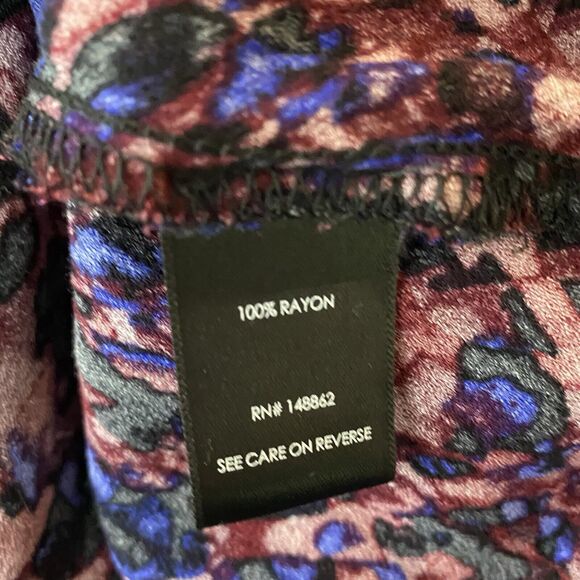 100% RAYON
RN# 148862
SEE CARE ON REVERSE